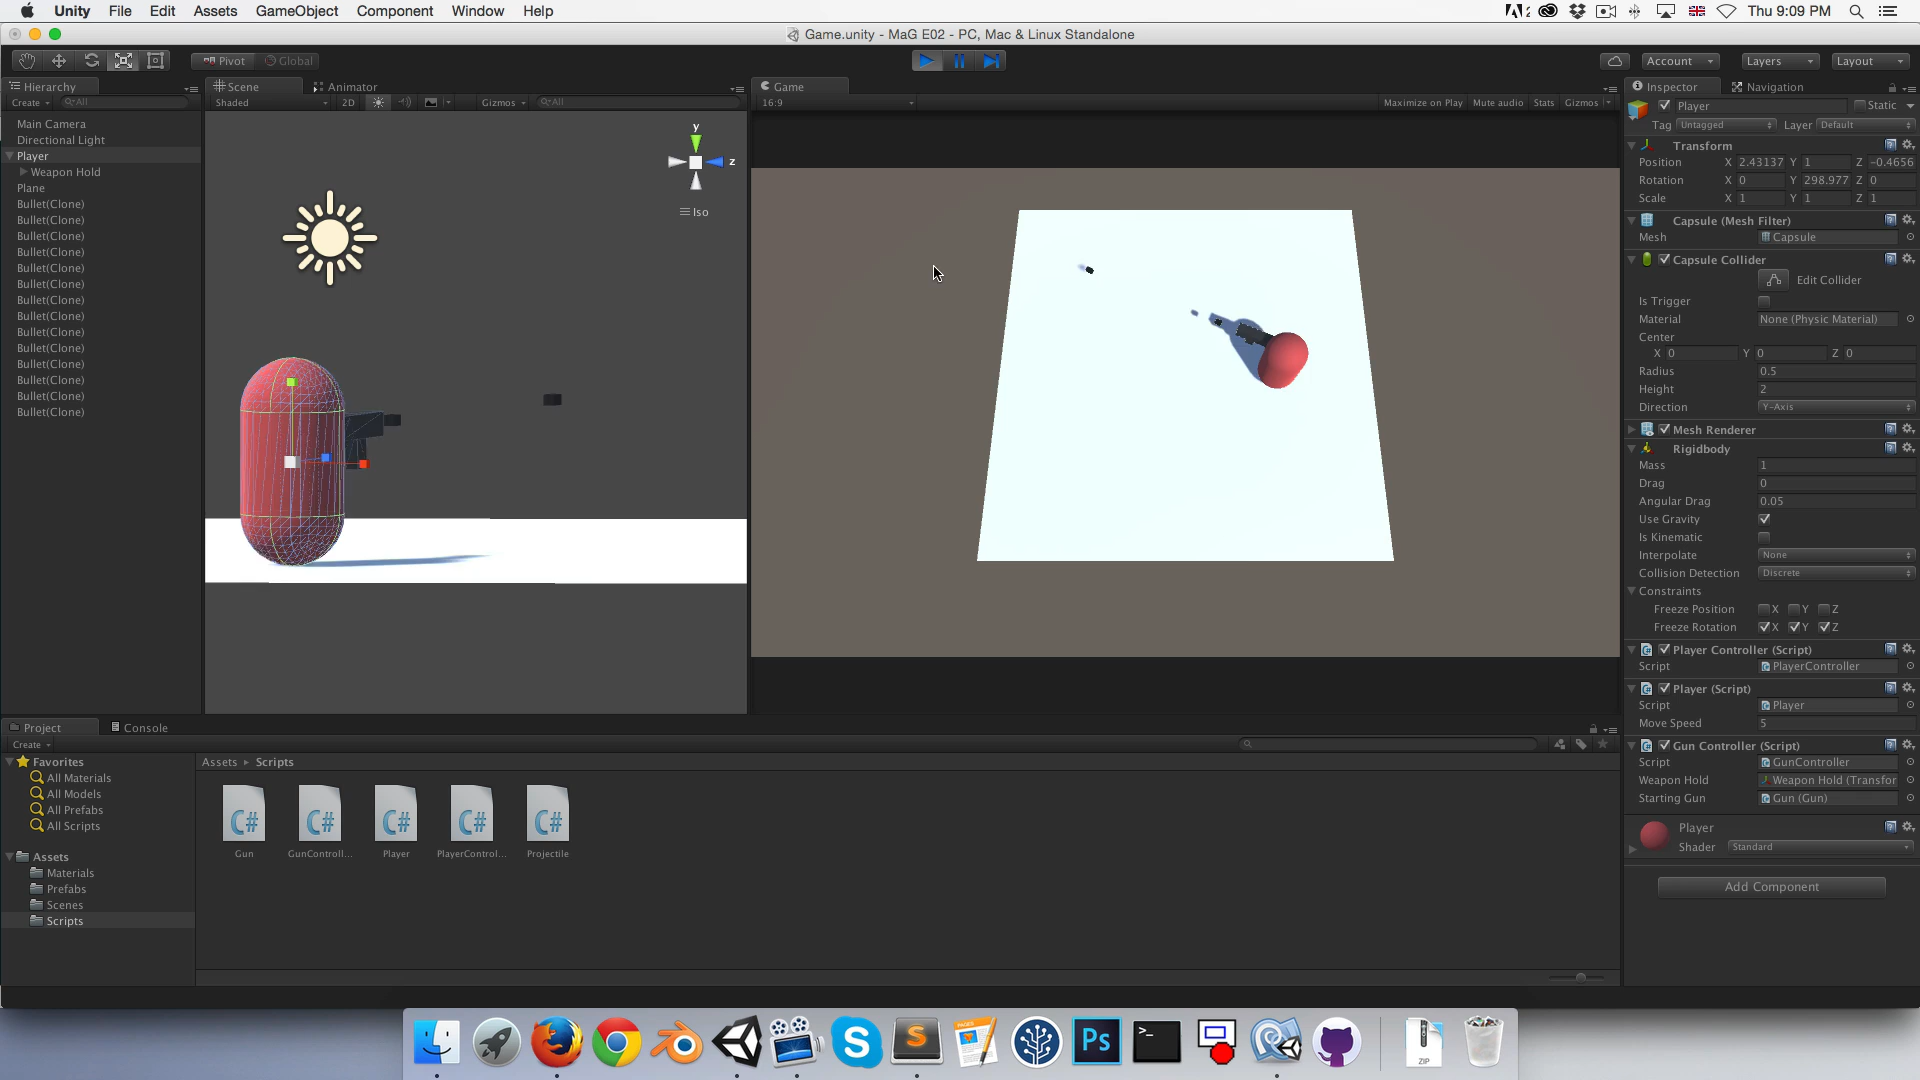 Unity File Edit Assets GameObject Component Window Help
Thu 9:09 PM
Game.unity - MaG E02 - PC, Mac & Linux Standalone
Pivot Global
Account Layers Layout
Hierarchy
Create All
Main Camera
Directional Light
Player
Weapon Hold
Plane
Bullet(Clone)
Bullet(Clone)
Bullet(Clone)
Bullet(Clone)
Bullet(Clone)
Bullet(Clone)
Bullet(Clone)
Bullet(Clone)
Bullet(Clone)
Bullet(Clone)
Bullet(Clone)
Bullet(Clone)
Bullet(Clone)
Bullet(Clone)
Scene Animator
Shaded 2D Gizmos All
y
z
Iso
Game
16:9 Maximize on Play Mute audio Stats Gizmos
Inspector Navigation
Player Static
Tag Untagged Layer Default
Transform
Position X 2.43137 Y 1 Z -0.4656
Rotation X 0 Y 298.977 Z 0
Scale X 1 Y 1 Z 1
Capsule (Mesh Filter)
Mesh Capsule
Capsule Collider
Edit Collider
Is Trigger
Material None (Physic Material)
Center
X 0 Y 0 Z 0
Radius 0.5
Height 2
Direction Y-Axis
Mesh Renderer
Rigidbody
Mass 1
Drag 0
Angular Drag 0.05
Use Gravity
Is Kinematic
Interpolate None
Collision Detection Discrete
Constraints
Freeze Position X Y Z
Freeze Rotation X Y Z
Player Controller (Script)
Script PlayerController
Player (Script)
Script Player
Move Speed 5
Gun Controller (Script)
Script GunController
Weapon Hold Weapon Hold (Transfor
Starting Gun Gun (Gun)
Player
Shader Standard
Add Component
Project Console
Create
Favorites
All Materials
All Models
All Prefabs
All Scripts
Assets
Materials
Prefabs
Scenes
Scripts
Assets Scripts
C# C# C# C# C#
Gun GunControll... Player PlayerControl... Projectile
PAGES
Ps
ZIP